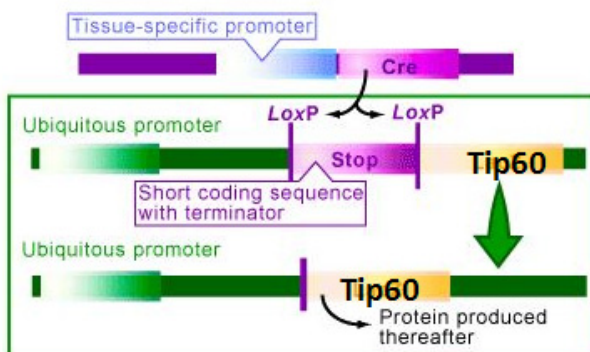 Tissue-specific promoter
Cre
LoxP LoxP
Ubiquitous promoter
Stop Tip60
Short coding sequence
with terminator
Ubiquitous promoter
Tip60
Protein produced
thereafter